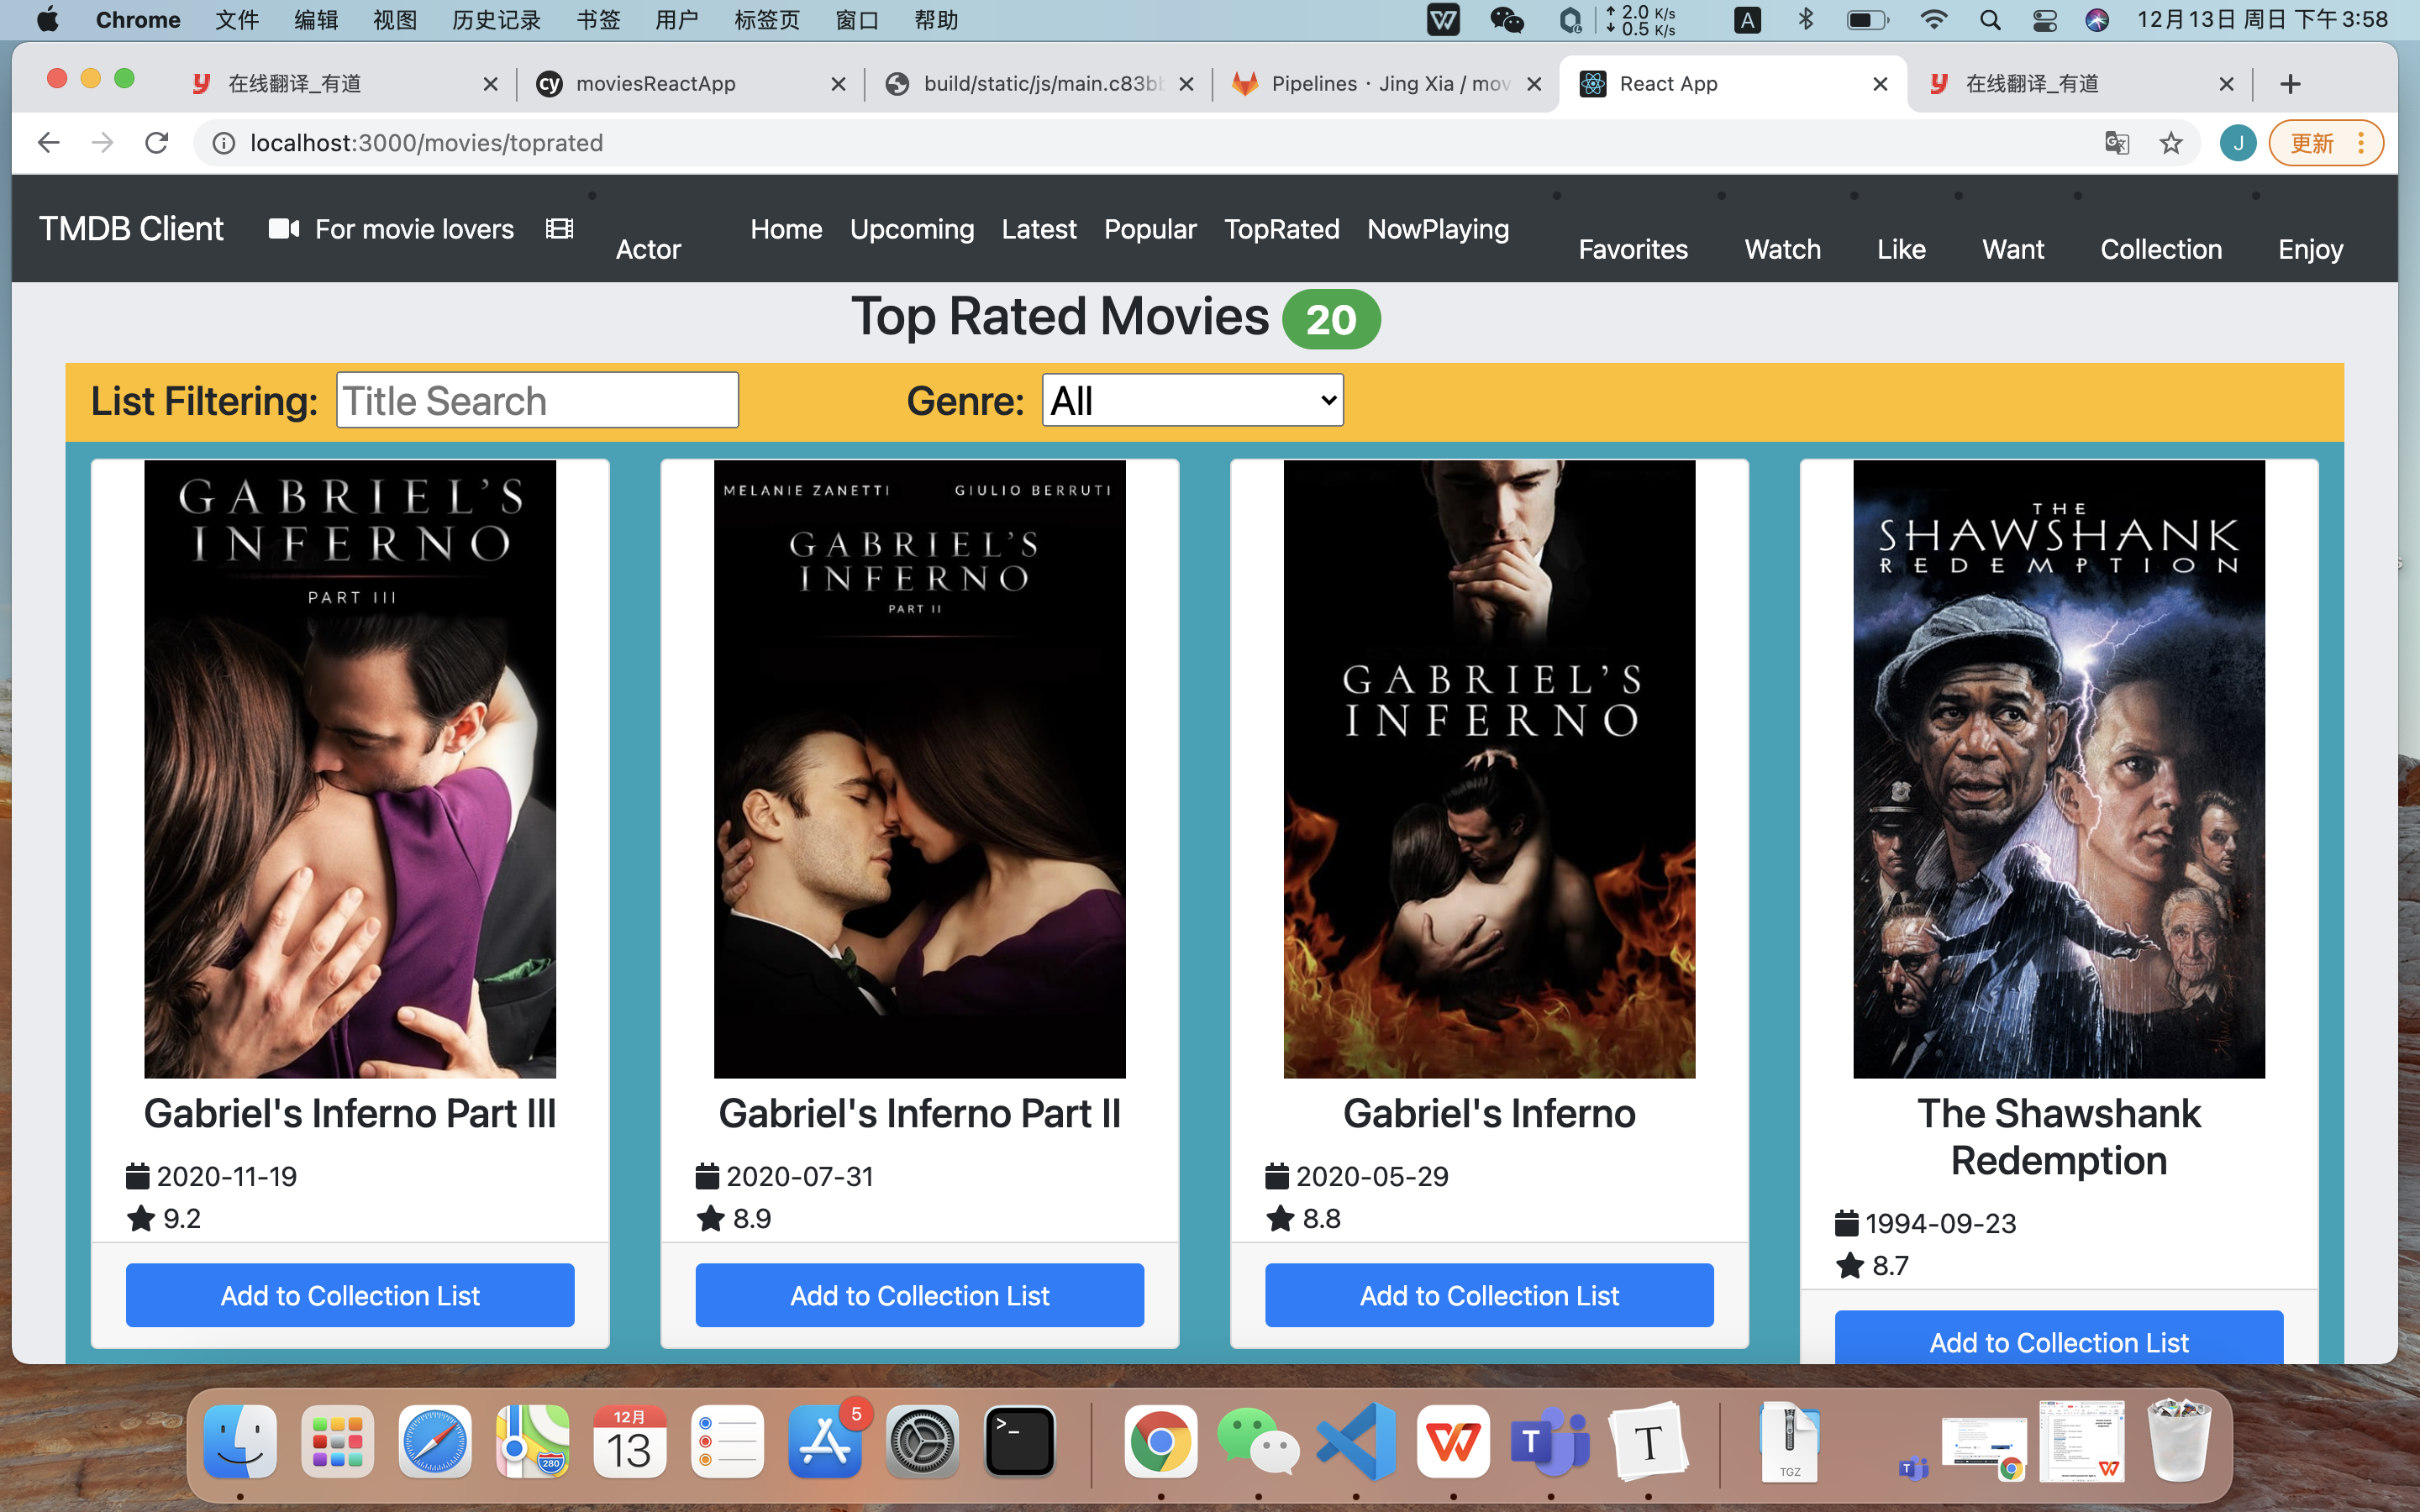 Chrome 文件 编辑 视图 历史记录 书签 用户 标签页 窗口 帮助 2.0 K/s 0.5 K/s A 12月13日 周日 下午3:58
在线翻译_有道 moviesReactApp build/static/js/main.c83b Pipelines · Jing Xia / mov React App 在线翻译_有道
localhost:3000/movies/toprated J 更新
TMDB Client For movie lovers Actor Home Upcoming Latest Popular TopRated NowPlaying Favorites Watch Like Want Collection Enjoy
Top Rated Movies 20
List Filtering: Title Search Genre: All
GABRIEL'S
INFERNO
PART III
MELANIE ZANETTI GIULIO BERRUTI
GABRIEL'S
INFERNO
PART II
GABRIEL'S
INFERNO
THE
SHAWSHANK
REDEMPTION
Gabriel's Inferno Part III
2020-11-19
9.2
Add to Collection List
Gabriel's Inferno Part II
2020-07-31
8.9
Add to Collection List
Gabriel's Inferno
2020-05-29
8.8
Add to Collection List
The Shawshank
Redemption
1994-09-23
8.7
Add to Collection List
280
12月
13
5
T
T
TGZ